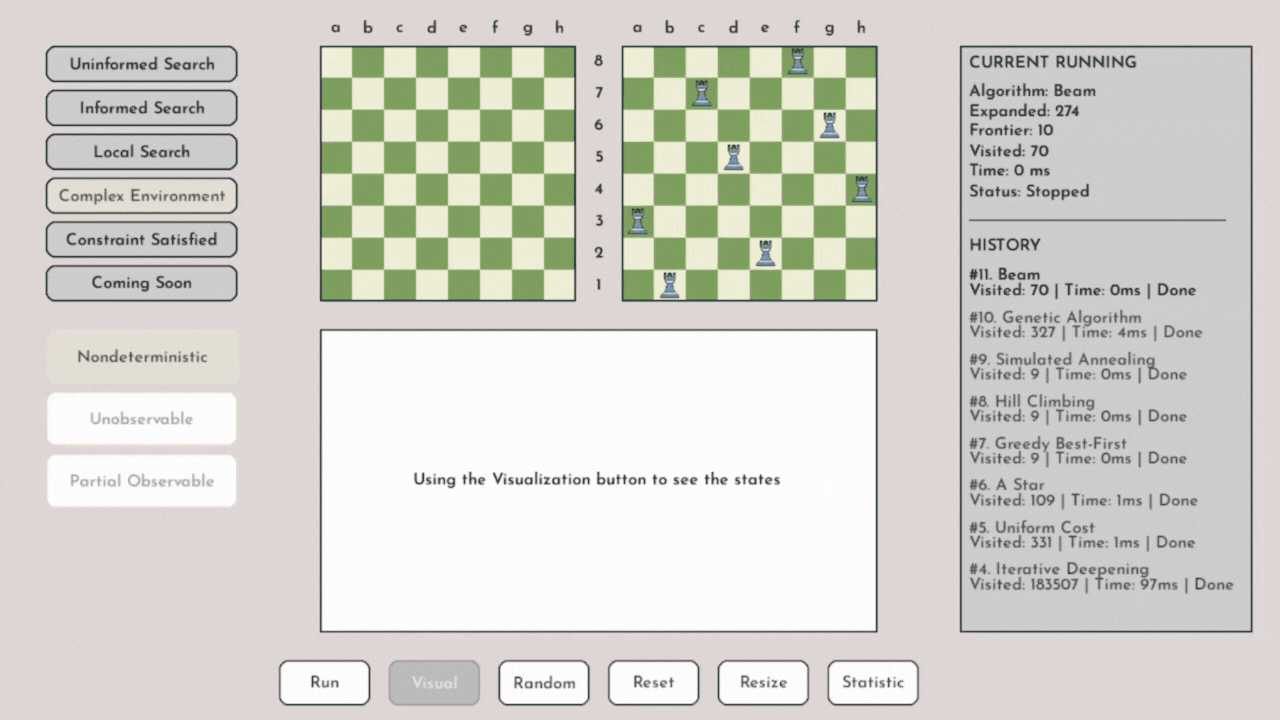 a b c d e f g h
a b c d e f g h
Uninformed Search
Informed Search
Local Search
Complex Environment
Constraint Satisfied
Coming Soon
Nondeterministic
Unobservable
Partial Observable
8
7
6
5
4
3
2
1
Using the Visualization button to see the states
Run
Visual
Random
Reset
Resize
Statistic
CURRENT RUNNING
Algorithm: Beam
Expanded: 274
Frontier: 10
Visited: 70
Time: 0 ms
Status: Stopped
HISTORY
#11. Beam
Visited: 70 | Time: 0ms | Done
#10. Genetic Algorithm
Visited: 327 | Time: 4ms | Done
#9. Simulated Annealing
Visited: 9 | Time: 0ms | Done
#8. Hill Climbing
Visited: 9 | Time: 0ms | Done
#7. Greedy Best-First
Visited: 9 | Time: 0ms | Done
#6. A Star
Visited: 109 | Time: 1ms | Done
#5. Uniform Cost
Visited: 331 | Time: 1ms | Done
#4. Iterative Deepening
Visited: 183507 | Time: 97ms | Done